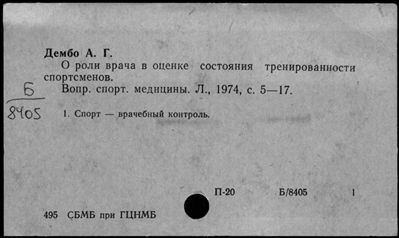 Дембо А. Г.
О роли врача в оценке состояния тренированности
спортсменов.
Вопр. спорт. медицины. Л., 1974, с. 5—17.
Б
8405
1. Спорт — врачебный контроль.
П-20 Б/8405 1
495 СБМБ при ГЦНМБ